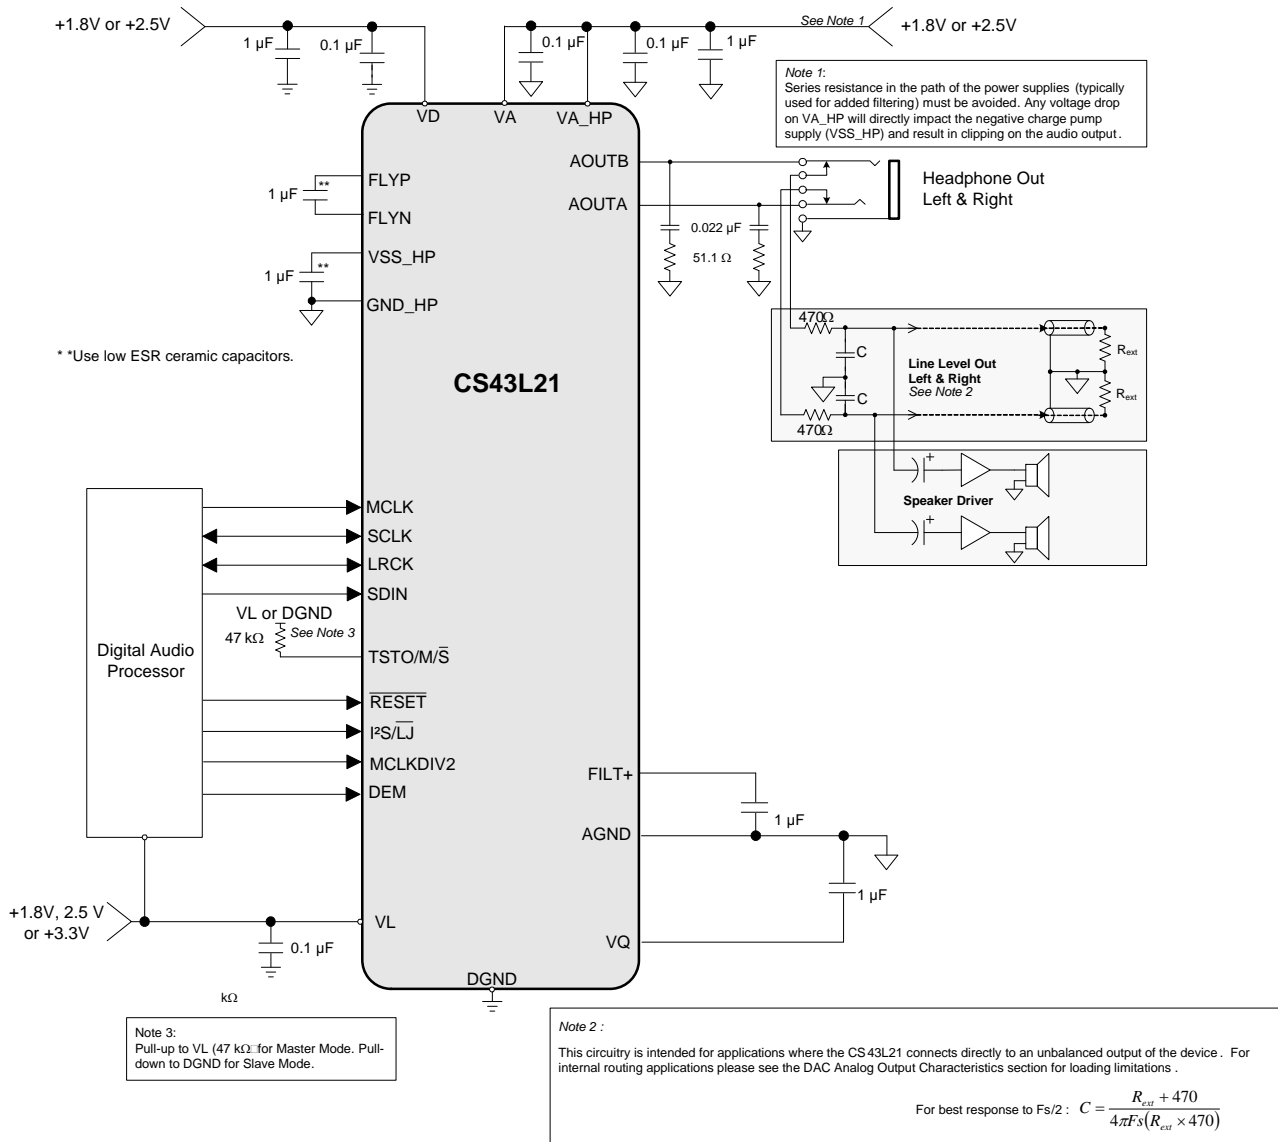 +1.8V or +2.5V
1 µF
0.1 µF
See Note 1
+1.8V or +2.5V
0.1 µF
0.1 µF
1 µF
Note 1:
Series resistance in the path of the power supplies (typically
used for added filtering) must be avoided. Any voltage drop
on VA_HP will directly impact the negative charge pump
supply (VSS_HP) and result in clipping on the audio output.
VD
VA
VA_HP
AOUTB
AOUTA
Headphone Out
Left & Right
1 µF
**
FLYP
FLYN
0.022 µF
51.1 Ω
1 µF
**
VSS_HP
GND_HP
* *Use low ESR ceramic capacitors.
CS43L21
470Ω
C
C
470Ω
Line Level Out
Left & Right
See Note 2
Rext
Rext
+
Speaker Driver
+
Digital Audio
Processor
MCLK
SCLK
LRCK
SDIN
VL or DGND
47 kΩ
See Note 3
TSTO/M/S̅
R̅E̅S̅E̅T̅
I²S/L̅J̅
MCLKDIV2
DEM
FILT+
1 µF
AGND
1 µF
VQ
+1.8V, 2.5 V
or +3.3V
VL
0.1 µF
DGND
kΩ
Note 3:
Pull-up to VL (47 kΩ□for Master Mode. Pull-
down to DGND for Slave Mode.
Note 2 :
This circuitry is intended for applications where the CS43L21 connects directly to an unbalanced output of the device. For
internal routing applications please see the DAC Analog Output Characteristics section for loading limitations.
For best response to Fs/2 : C = (Rext + 470) / (4πFs(Rext × 470))